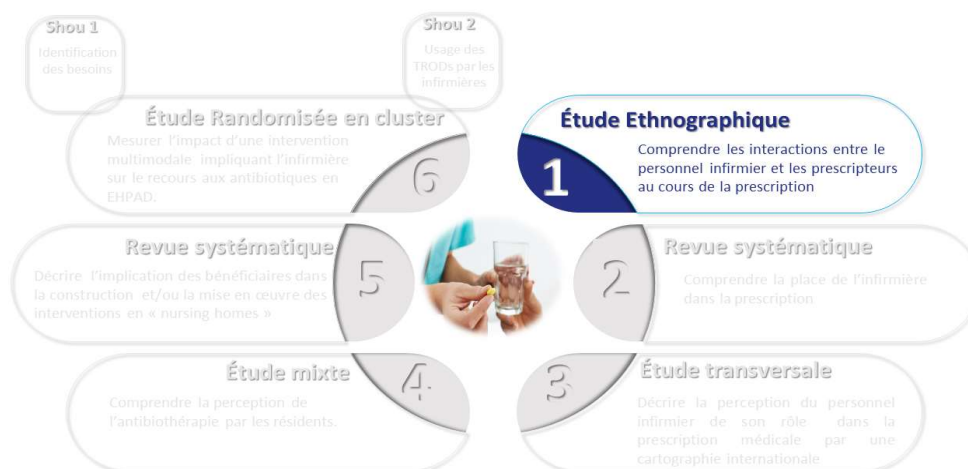 Shou 1
Identification
des besoins
Shou 2
Usage des
TRODs par les
infirmières
Étude Ethnographique
1
Comprendre les interactions entre le
personnel infirmier et les prescripteurs
au cours de la prescription
Revue systématique
2
Comprendre la place de l'infirmière
dans la prescription
Étude transversale
3
Décrire la perception du personnel
infirmier de son rôle dans la
prescription médicale par une
cartographie internationale
Étude mixte
4
Comprendre la perception de
l'antibiothérapie par les résidents.
Revue systématique
5
Décrire l'implication des bénéficiaires dans
la construction et/ou la mise en œuvre des
interventions en « nursing homes »
Étude Randomisée en cluster
6
Mesurer l'impact d'une intervention
multimodale impliquant l'infirmière
sur le recours aux antibiotiques en
EHPAD.